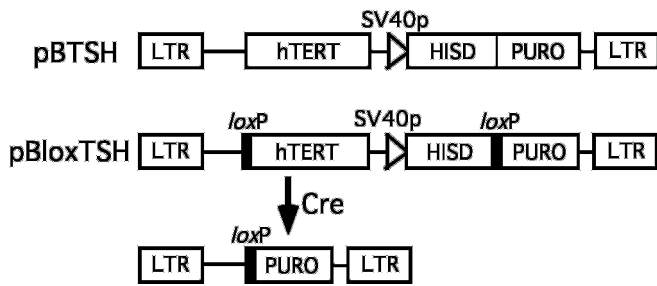 SV40p
pBTSH LTR hTERT HISD PURO LTR
loxP SV40p loxP
pBloxTSH LTR hTERT HISD PURO LTR
Cre
loxP
LTR PURO LTR